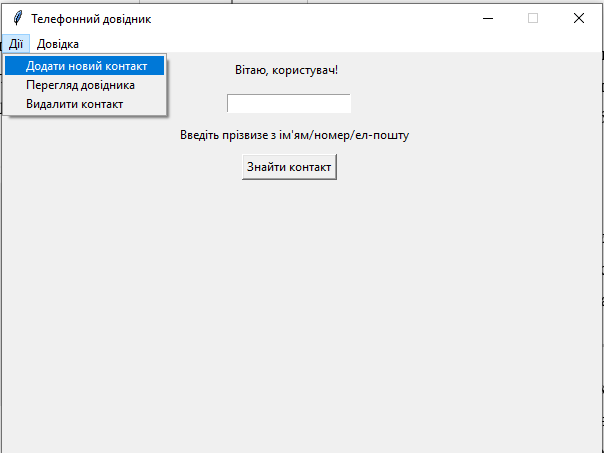 Телефонний довідник
Дії Довідка
Додати новий контакт
Перегляд довідника
Видалити контакт
Вітаю, користувач!
Введіть прізвизе з ім'ям/номер/ел-пошту
Знайти контакт